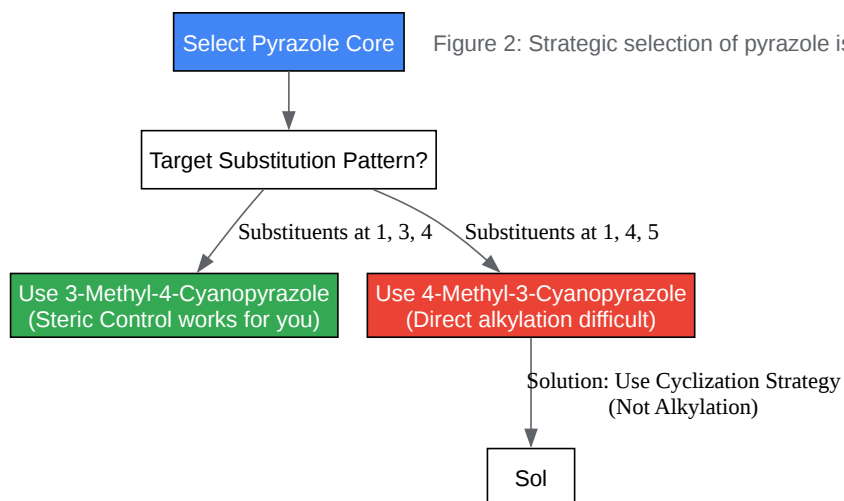 Select Pyrazole Core
Figure 2: Strategic selection of pyrazole is
Target Substitution Pattern?
Substituents at 1, 3, 4
Substituents at 1, 4, 5
Use 3-Methyl-4-Cyanopyrazole
(Steric Control works for you)
Use 4-Methyl-3-Cyanopyrazole
(Direct alkylation difficult)
Solution: Use Cyclization Strategy
(Not Alkylation)
Sol